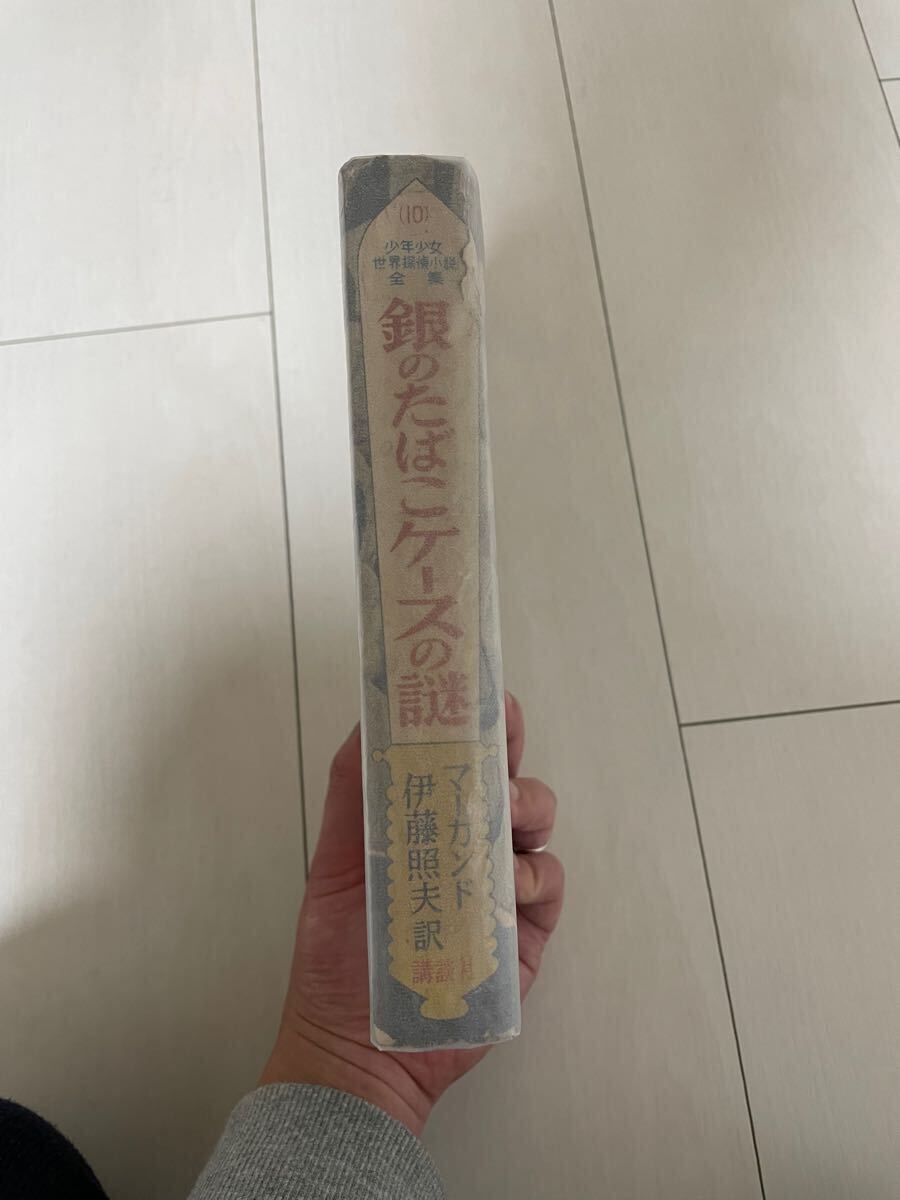 (10)
少年少女
世界探偵小説
全集
銀のたばこケースの謎
マーカンド
伊藤照夫訳
講談社